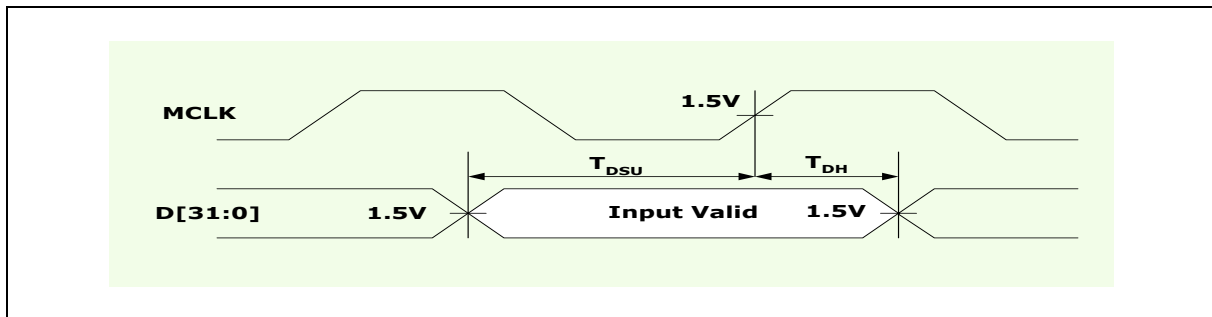 MCLK
1.5V
TDSU
TDH
D[31:0]
1.5V
Input Valid
1.5V